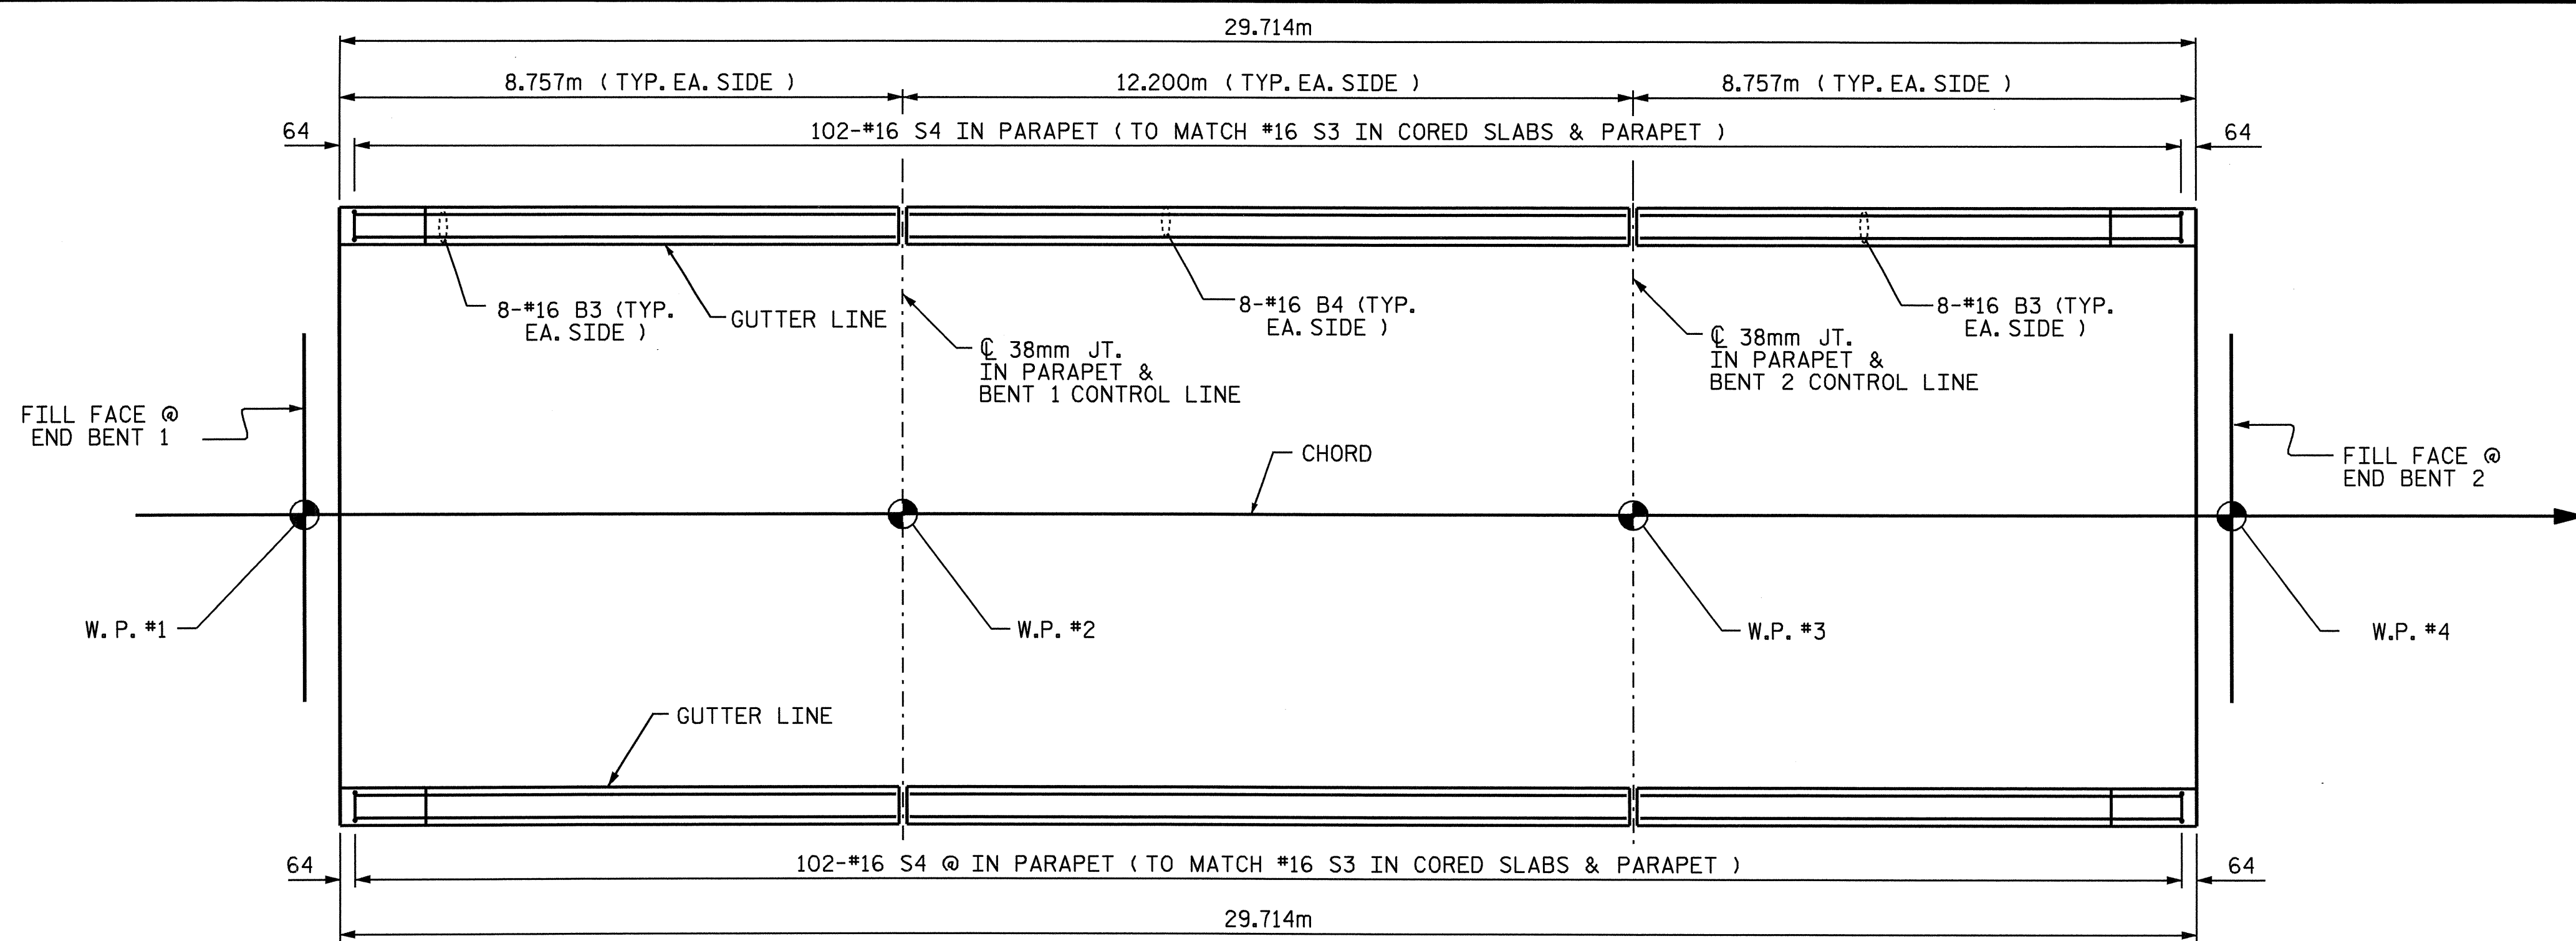 29.714m
8.757m ( TYP. EA. SIDE )
12.200m ( TYP. EA. SIDE )
8.757m ( TYP. EA. SIDE )
64
102-#16 S4 IN PARAPET ( TO MATCH #16 S3 IN CORED SLABS & PARAPET )
64
8-#16 B3 (TYP.
EA. SIDE )
GUTTER LINE
8-#16 B4 (TYP.
EA. SIDE )
8-#16 B3 (TYP.
EA. SIDE )
℄ 38mm JT.
IN PARAPET &
BENT 1 CONTROL LINE
℄ 38mm JT.
IN PARAPET &
BENT 2 CONTROL LINE
FILL FACE @
END BENT 1
CHORD
FILL FACE @
END BENT 2
W.P. #1
W.P. #2
W.P. #3
W.P. #4
GUTTER LINE
64
102-#16 S4 @ IN PARAPET ( TO MATCH #16 S3 IN CORED SLABS & PARAPET )
64
29.714m